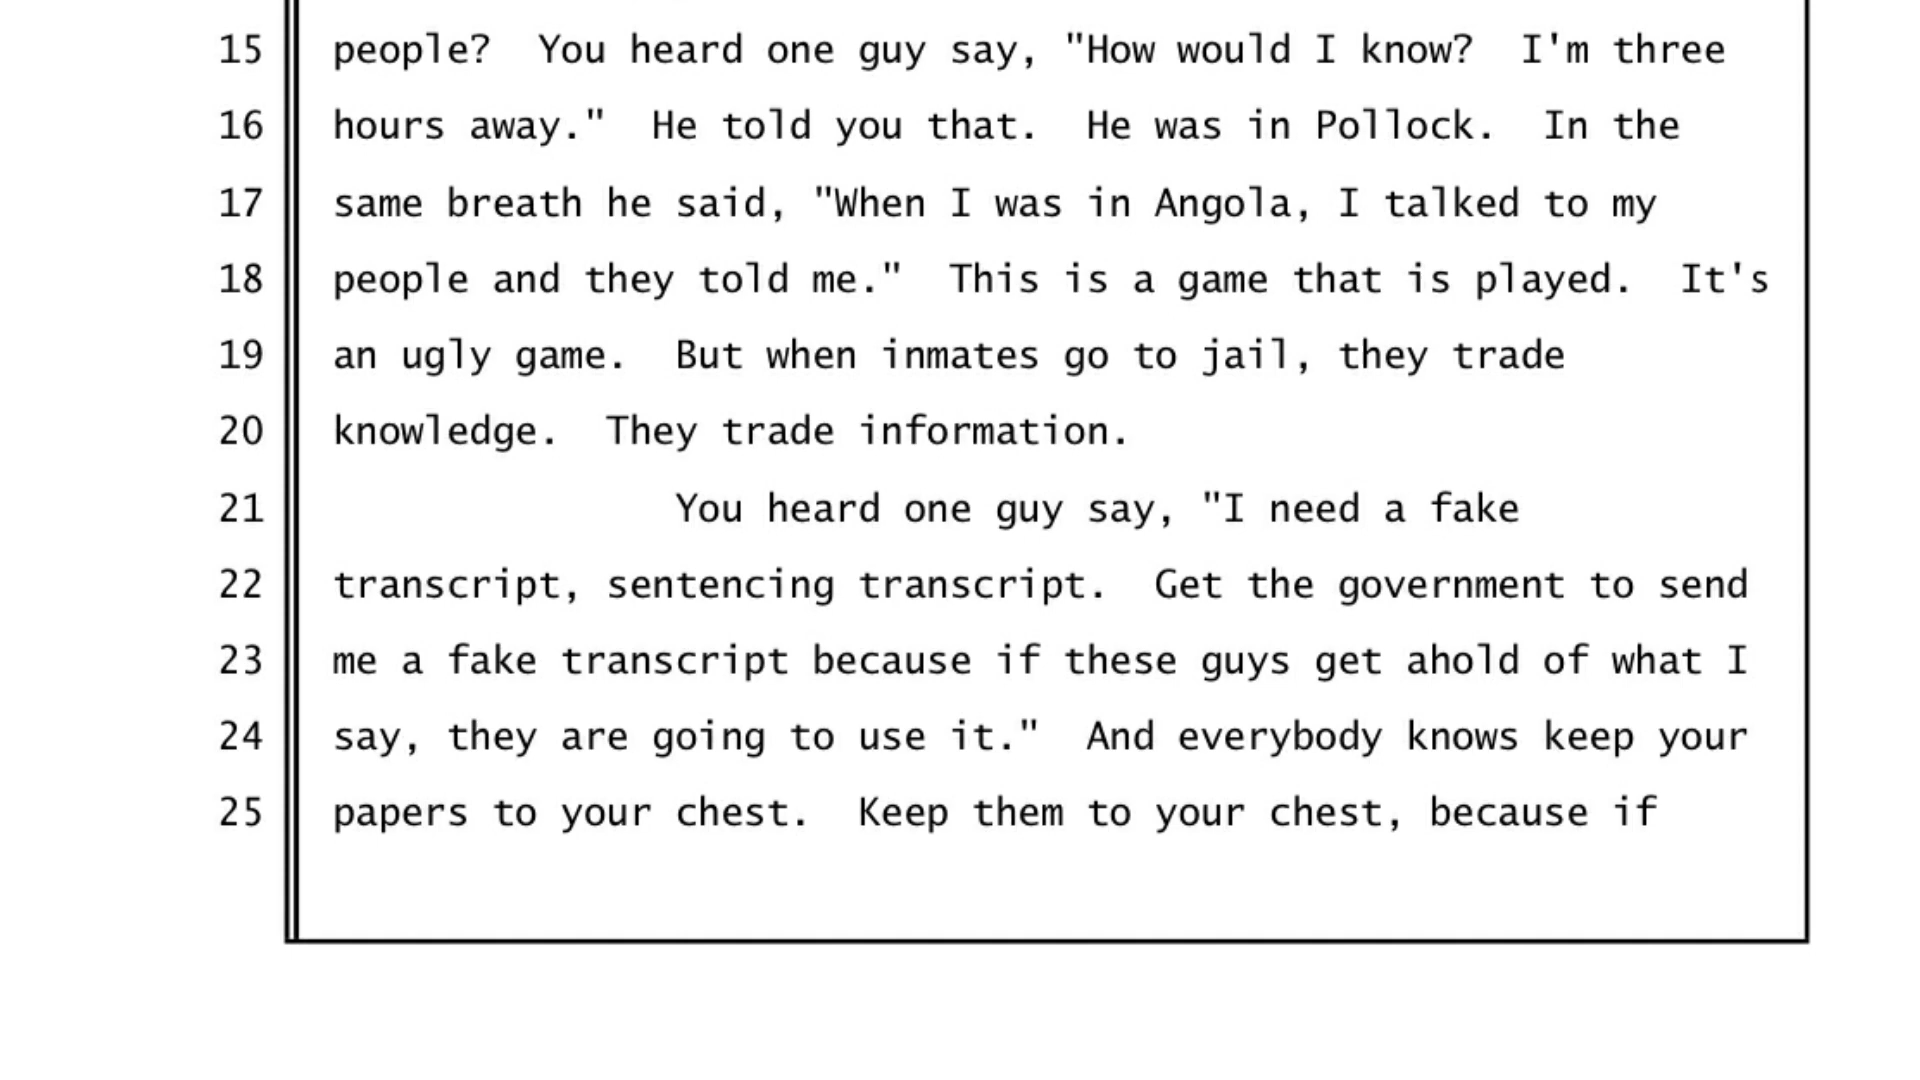 15 people?  You heard one guy say, "How would I know?  I'm three
16 hours away."  He told you that.  He was in Pollock.  In the
17 same breath he said, "When I was in Angola, I talked to my
18 people and they told me."  This is a game that is played.  It's
19 an ugly game.  But when inmates go to jail, they trade
20 knowledge.  They trade information.
21 You heard one guy say, "I need a fake
22 transcript, sentencing transcript.  Get the government to send
23 me a fake transcript because if these guys get ahold of what I
24 say, they are going to use it."  And everybody knows keep your
25 papers to your chest.  Keep them to your chest, because if